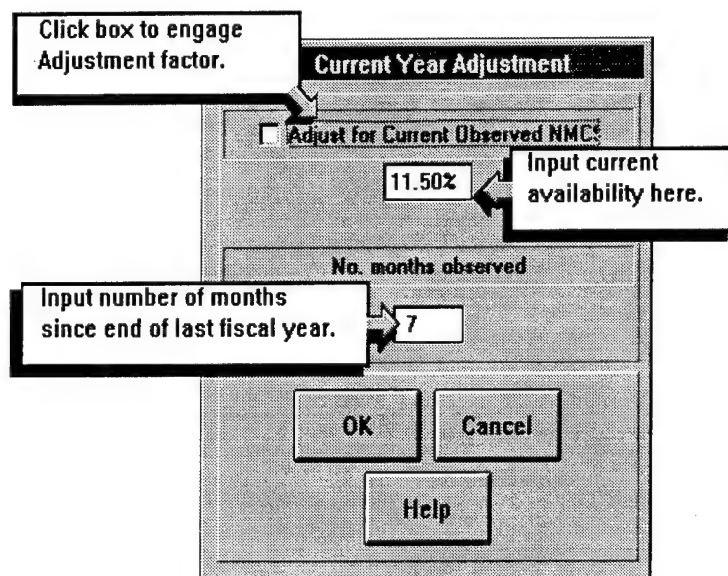 Click box to engage
Adjustment factor.
Current Year Adjustment
Adjust for Current Observed NMCS
11.50%
Input current
availability here.
No. months observed
Input number of months
since end of last fiscal year.
7
OK
Cancel
Help